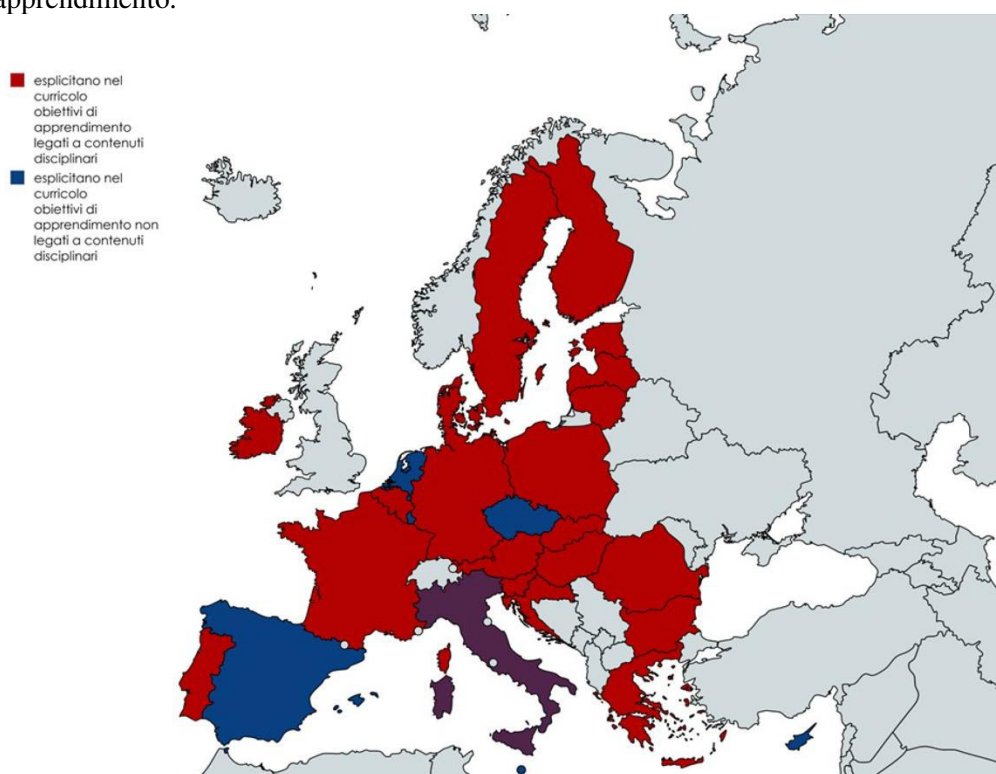 apprendimento.
esplicitano nel
curricolo
obiettivi di
apprendimento
legati a contenuti
disciplinari
esplicitano nel
curricolo
obiettivi di
apprendimento non
legati a contenuti
disciplinari